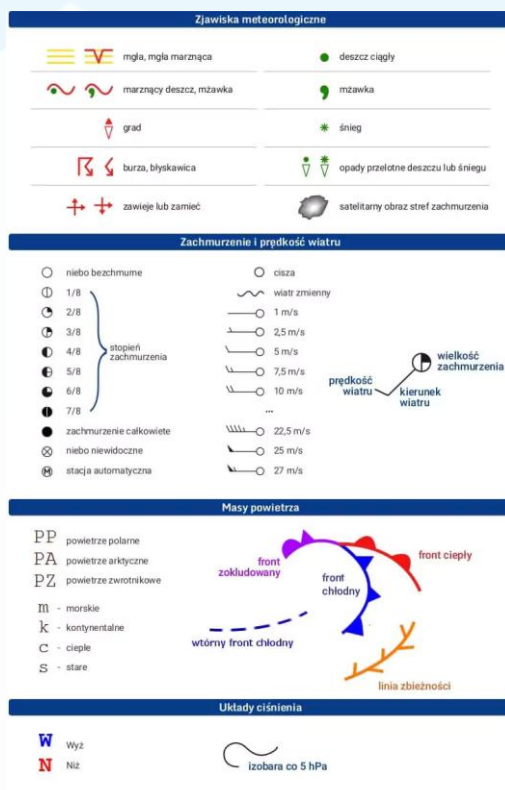 Zjawiska meteorologiczne
mgła, mgła marznąca
deszcz ciągły
marznący deszcz, mżawka
mżawka
grad
śnieg
burza, błyskawica
opady przelotne deszczu lub śniegu
zawieje lub zamieć
satelitarny obraz stref zachmurzenia
Zachmurzenie i prędkość wiatru
niebo bezchmurne
cisza
1/8
wiatr zmienny
2/8
1 m/s
3/8
2,5 m/s
4/8
5 m/s
5/8
7,5 m/s
6/8
10 m/s
7/8
...
stopień
zachmurzenia
wielkość
zachmurzenia
prędkość
wiatru
kierunek
wiatru
zachmurzenie całkowiete
22,5 m/s
niebo niewidoczne
25 m/s
M stacja automatyczna
27 m/s
Masy powietrza
PP powietrze polarne
PA powietrze arktyczne
PZ powietrze zwrotnikowe
m - morskie
k - kontynentalne
c - ciepłe
s - stare
front
zokludowany
front ciepły
front
chłodny
wtórny front chłodny
linia zbieżności
Układy ciśnienia
W Wyż
N Niż
izobara co 5 hPa